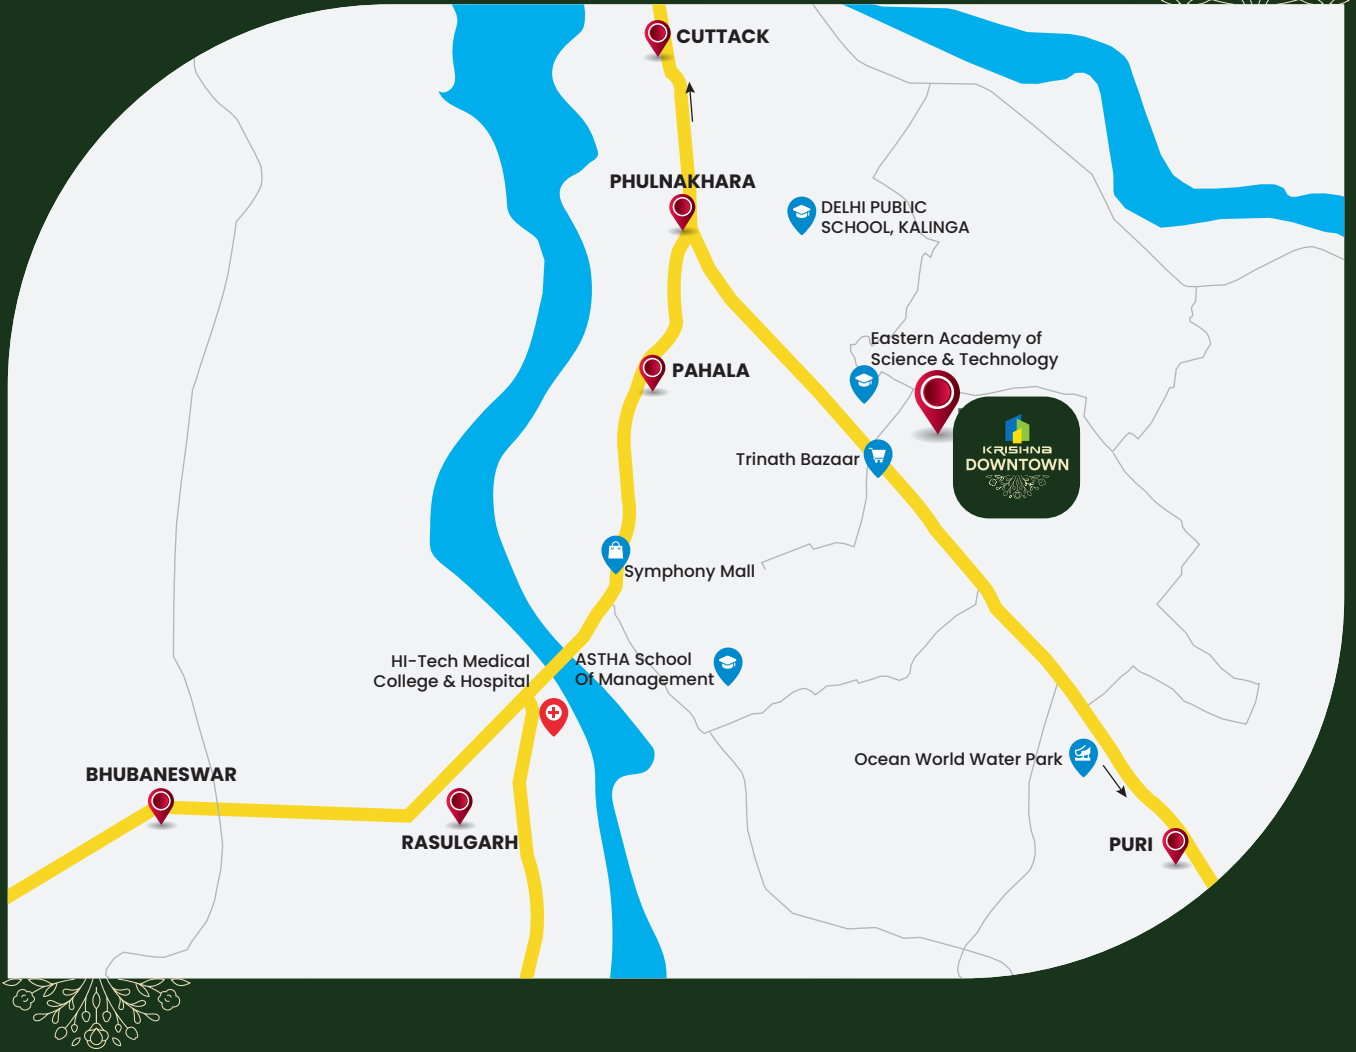 CUTTACK
PHULNAKHARA
DELHI PUBLIC
SCHOOL, KALINGA
Eastern Academy of
Science & Technology
PAHALA
KRISHNA
DOWNTOWN
Trinath Bazaar
Symphony Mall
HI-Tech Medical
College & Hospital
ASTHA School
Of Management
Ocean World Water Park
BHUBANESWAR
RASULGARH
PURI